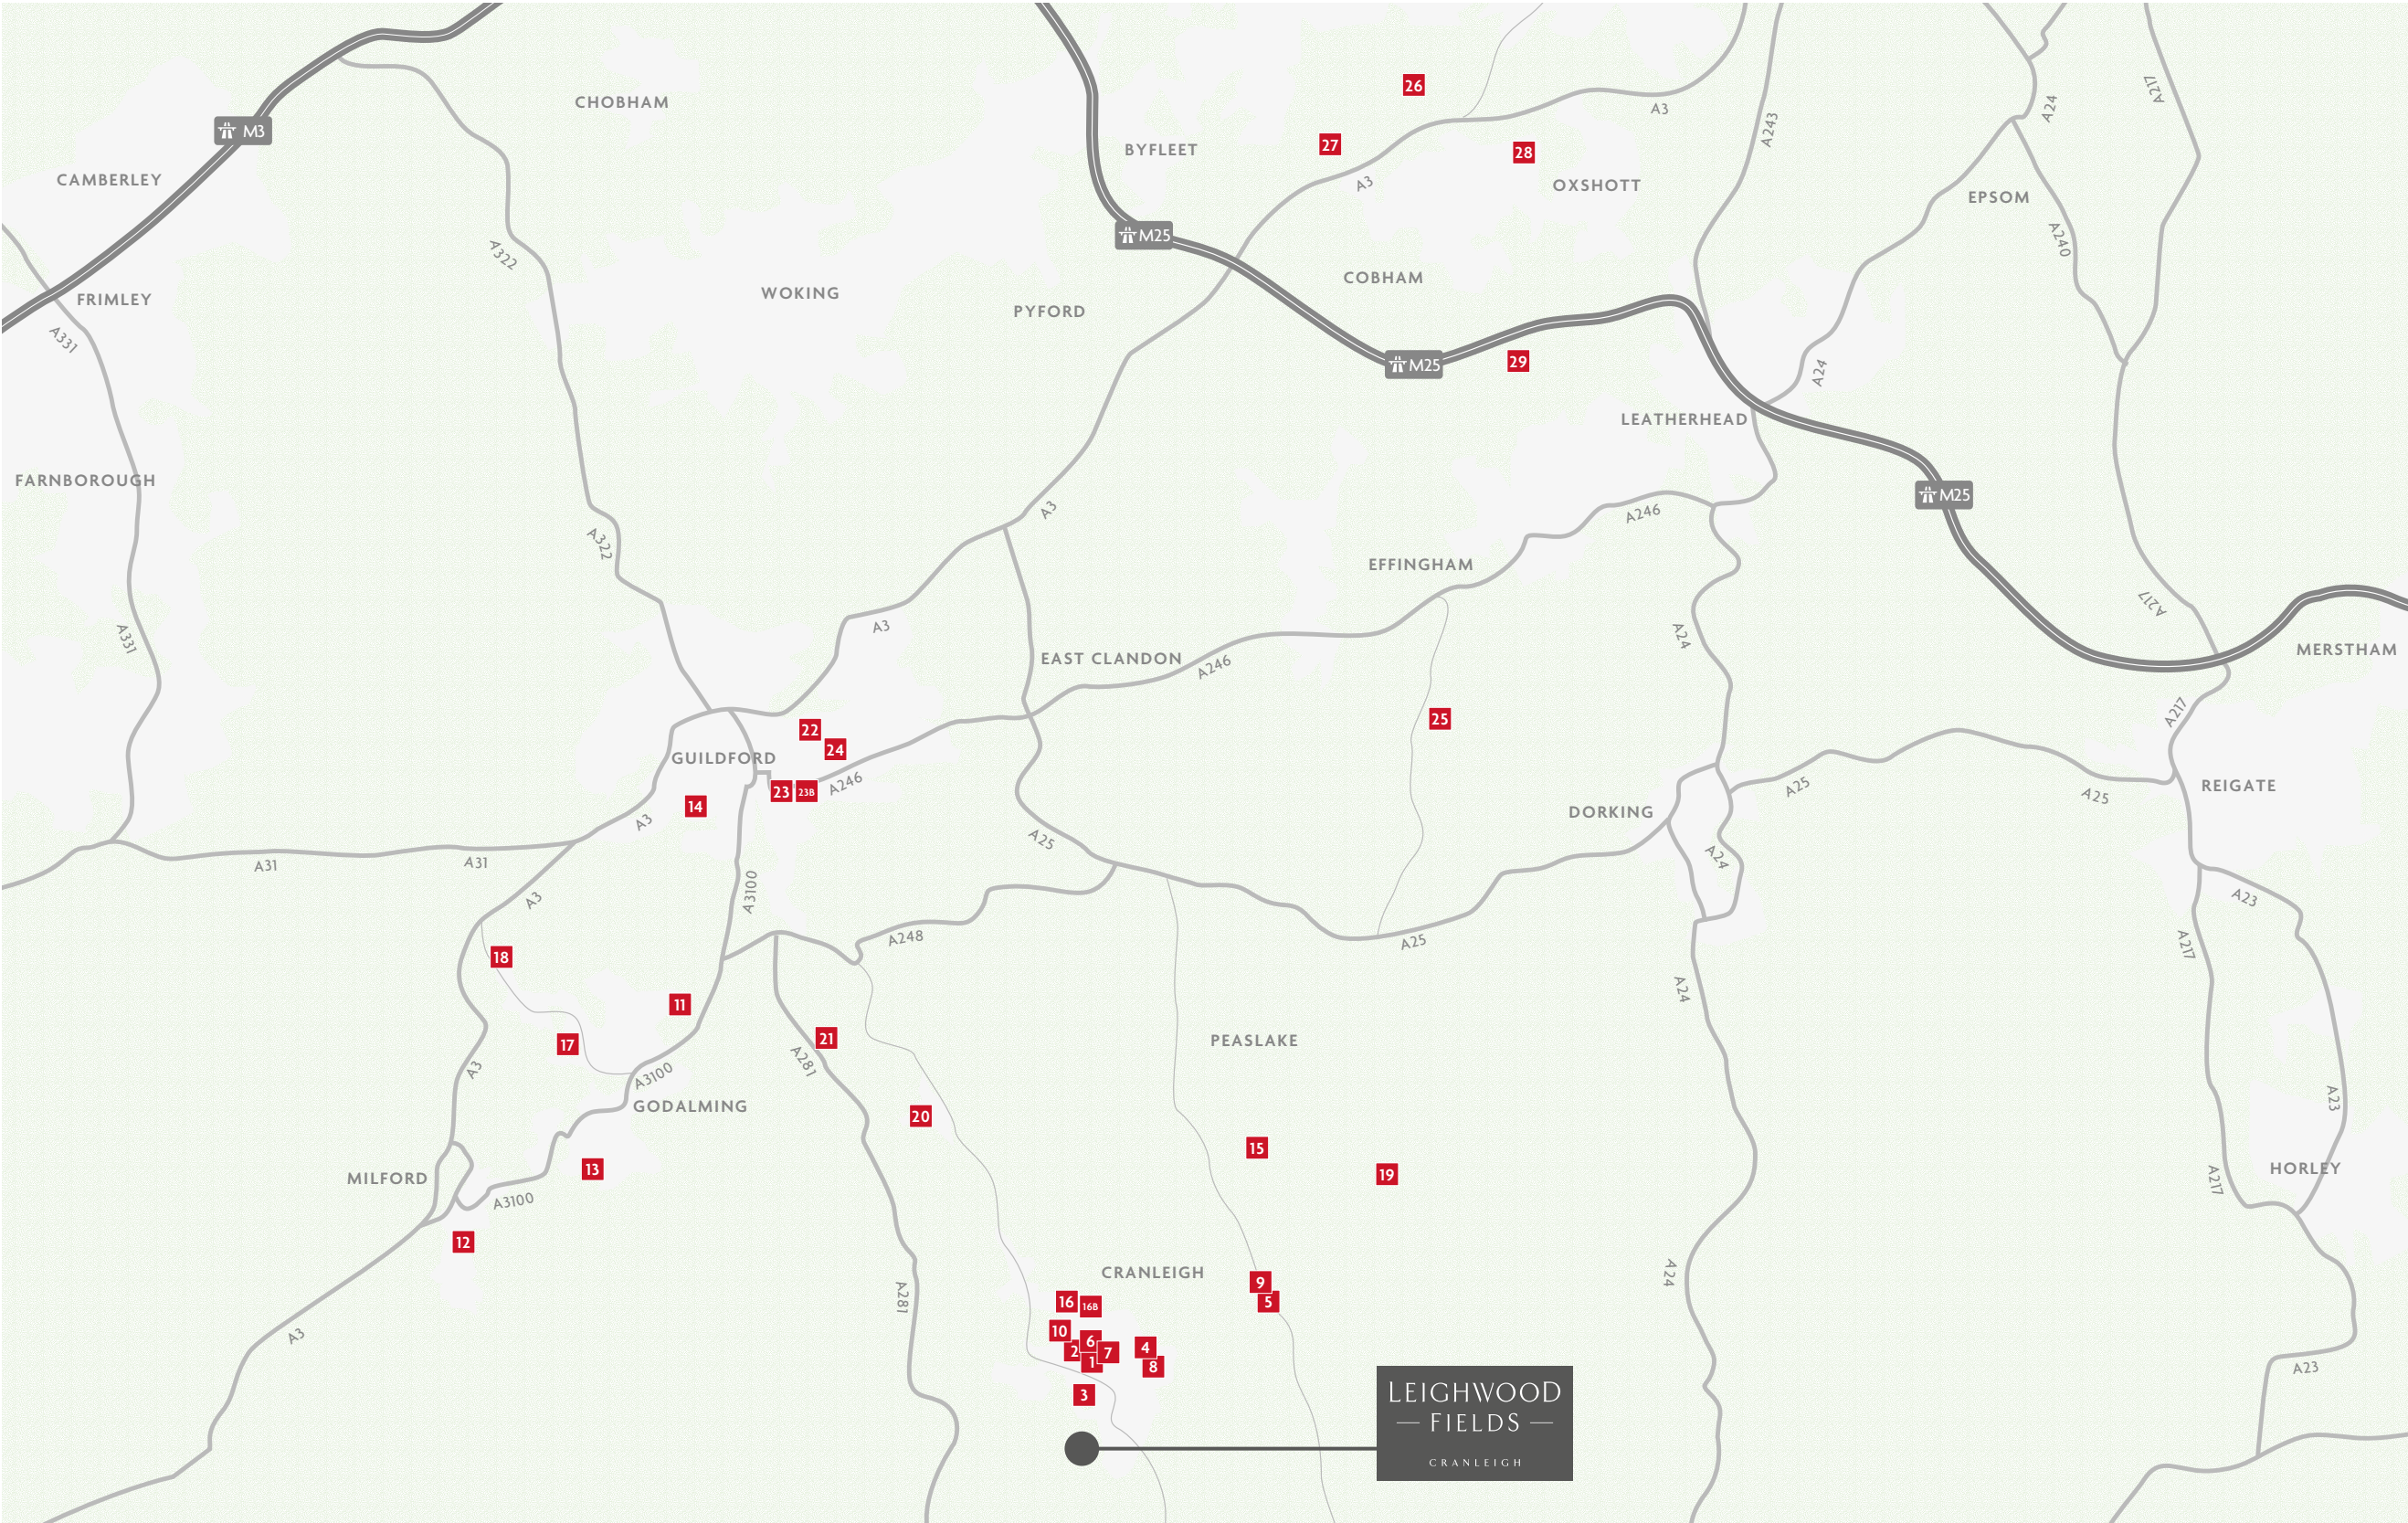 CHOBHAM
M3
CAMBERLEY
BYFLEET
26
27
28
A3
A3
OXSHOTT
A243
A24
A217
EPSOM
A240
A322
M25
COBHAM
WOKING
PYFORD
FRIMLEY
A331
M25
29
A24
LEATHERHEAD
FARNBOROUGH
M25
A3
A246
A322
EFFINGHAM
A217
A331
A3
A24
MERSTHAM
EAST CLANDON
A246
25
A217
22
24
GUILDFORD
23
23B
A246
14
A3
A25
A25
A25
REIGATE
DORKING
A31
A31
A24
A3
A3100
A23
A248
A25
A217
18
A24
11
17
21
A281
PEASLAKE
A3
A3100
GODALMING
20
A23
15
13
19
MILFORD
A3100
HORLEY
A217
12
CRANLEIGH
A24
9
5
A281
16
16B
10
6
2
7
1
4
8
A3
A23
3
LEIGHWOOD
FIELDS
CRANLEIGH